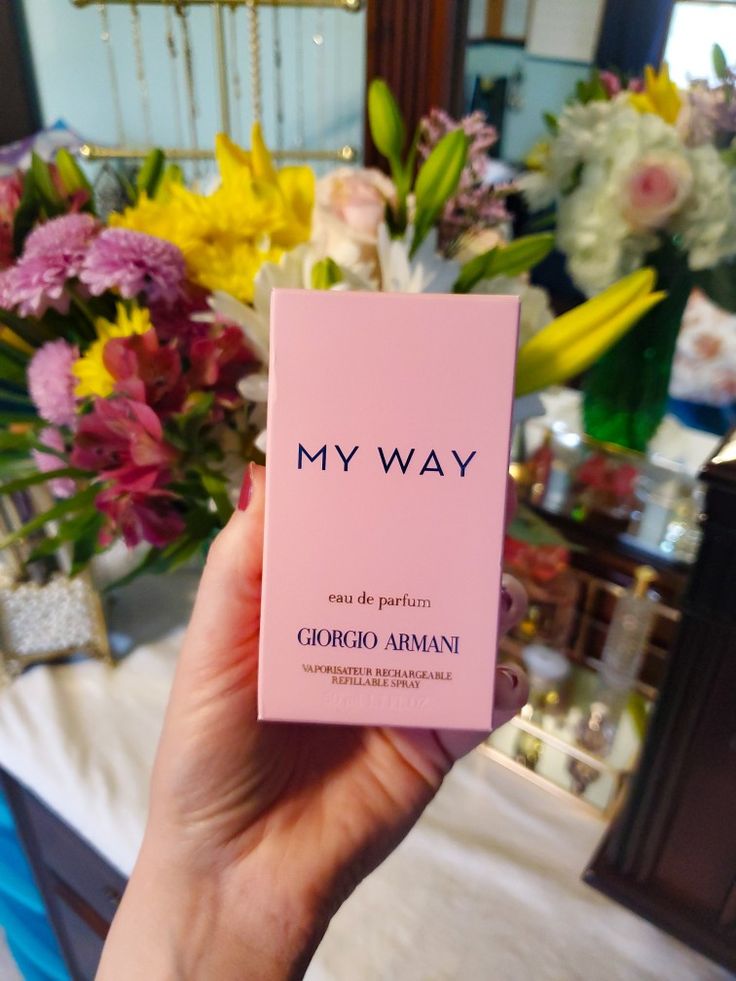 MY WAY
eau de parfum
GIORGIO ARMANI
VAPORISATEUR RECHARGEABLE
REFILLABLE SPRAY